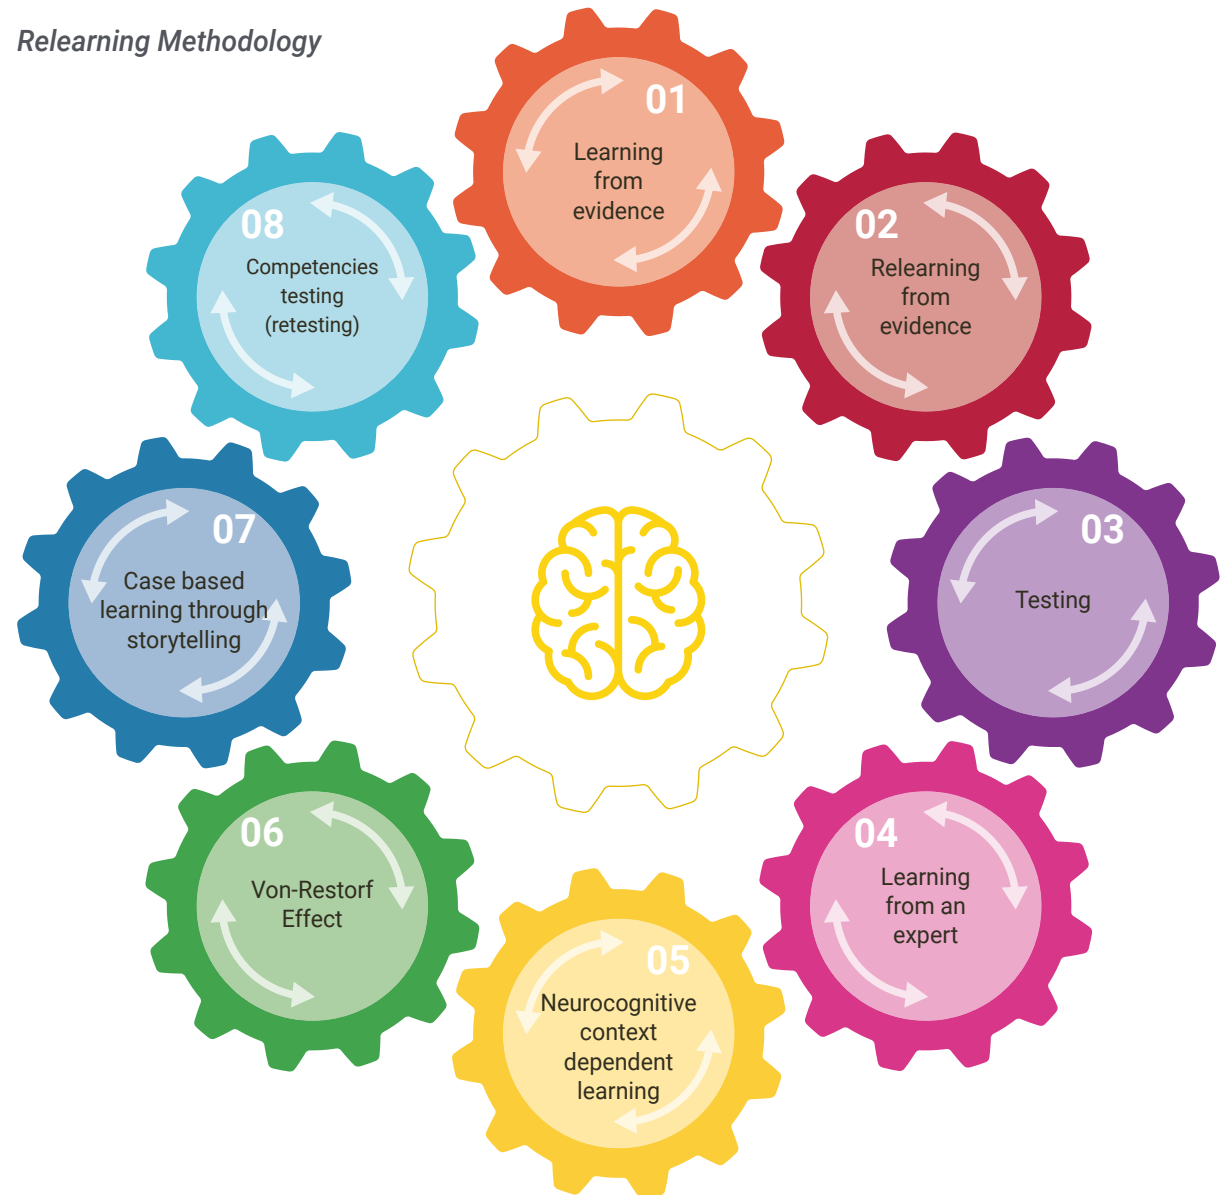 Relearning Methodology
01
Learning
from
evidence
02
Relearning
from
evidence
03
Testing
04
Learning
from an
expert
05
Neurocognitive
context
dependent
learning
06
Von-Restorf
Effect
07
Case based
learning through
storytelling
08
Competencies
testing
(retesting)